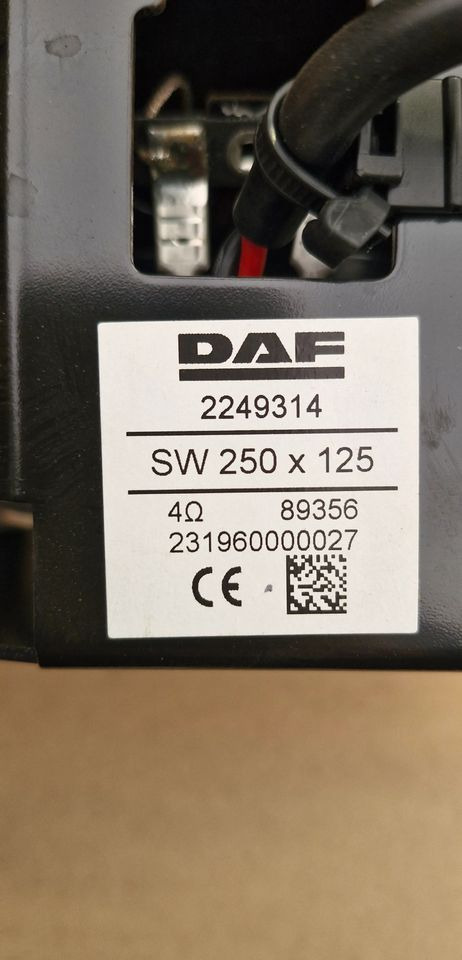 DAF
2249314
SW 250 x 125
4Ω 89356
231960000027
CE